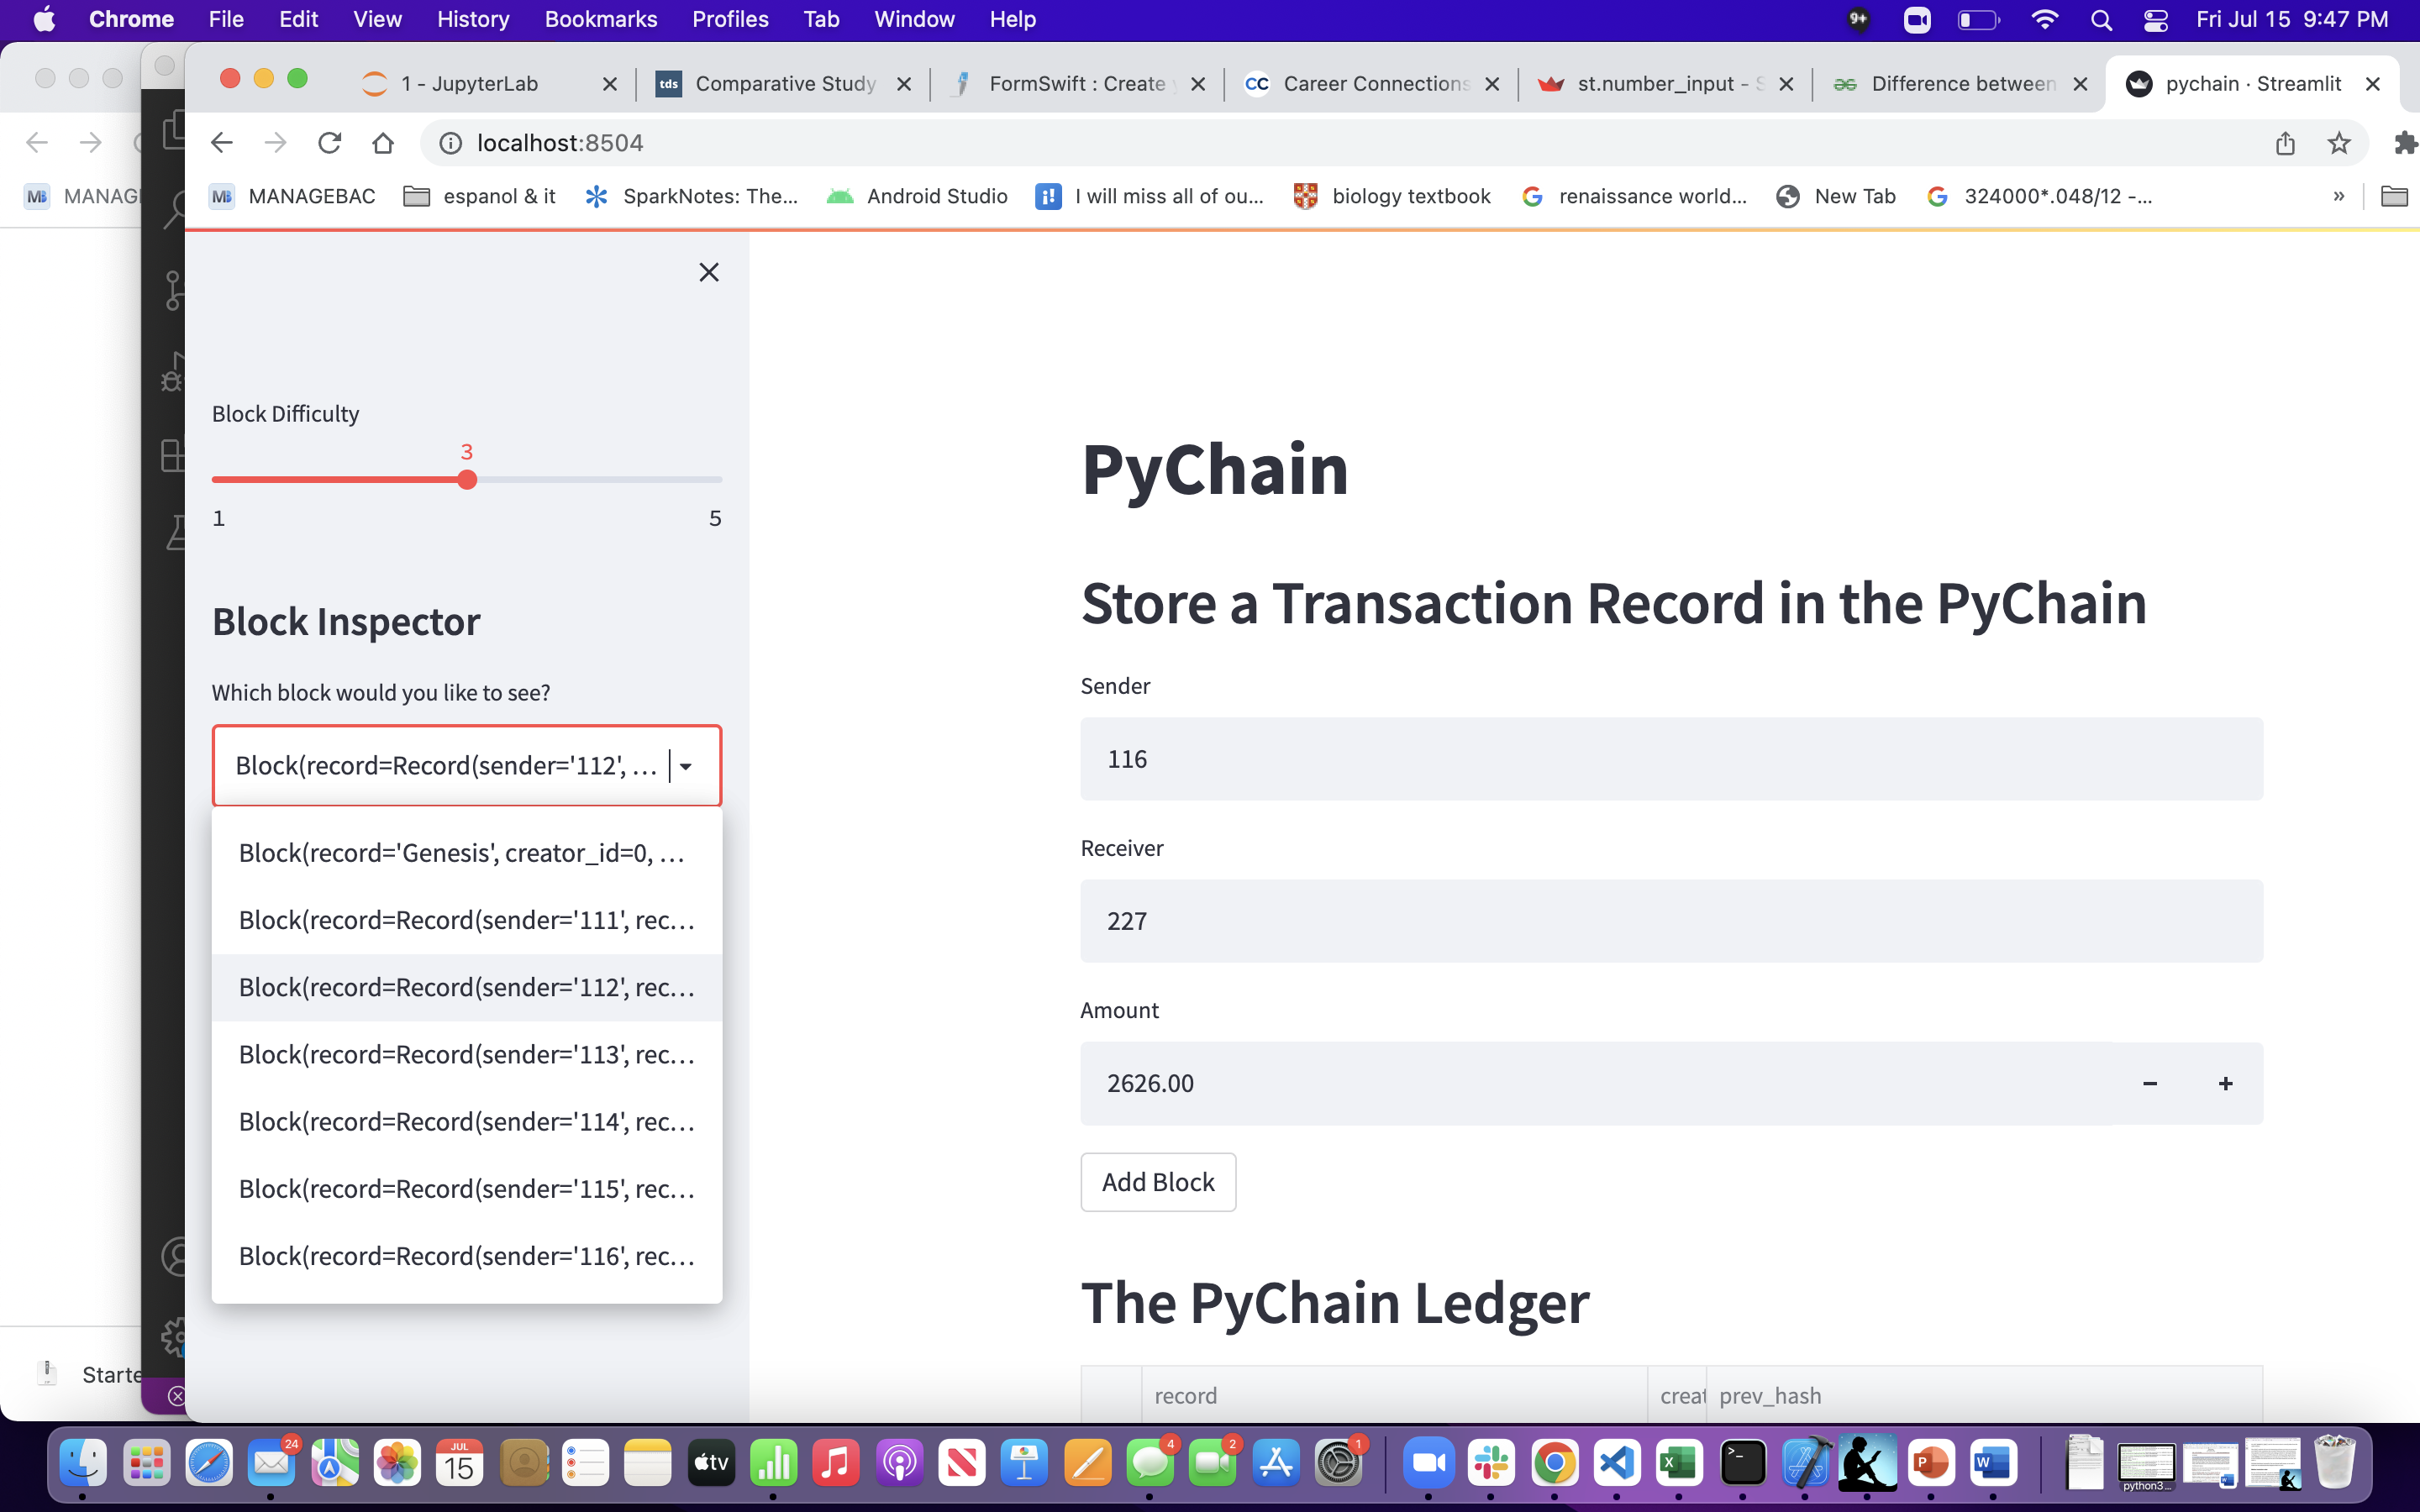 Chrome File Edit View History Bookmarks Profiles Tab Window Help 9+ Fri Jul 15 9:47 PM
1 - JupyterLab tds Comparative Study FormSwift : Create CC Career Connections st.number_input - Difference between pychain · Streamlit
localhost:8504
MB MANAGEBAC espanol & it SparkNotes: The... Android Studio I will miss all of ou... biology textbook renaissance world... New Tab 324000*.048/12 -... »
Block Difficulty
3
1 5
Block Inspector
Which block would you like to see?
Block(record=Record(sender='112', ...
Block(record='Genesis', creator_id=0, ...
Block(record=Record(sender='111', rec...
Block(record=Record(sender='112', rec...
Block(record=Record(sender='113', rec...
Block(record=Record(sender='114', rec...
Block(record=Record(sender='115', rec...
Block(record=Record(sender='116', rec...
PyChain
Store a Transaction Record in the PyChain
Sender
116
Receiver
227
Amount
2626.00
− +
Add Block
The PyChain Ledger
record creat prev_hash
Starte
24 JUL 15 tv 4 2 1 X P W python3...